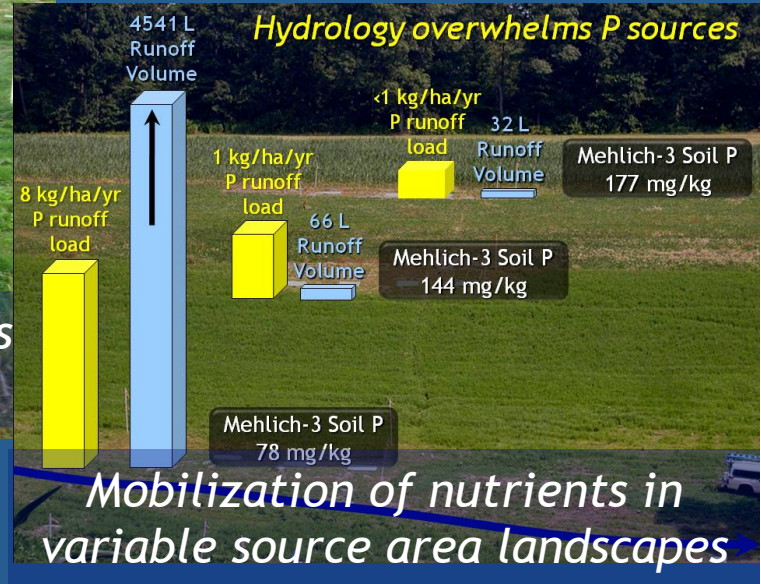 Hydrology overwhelms P sources
4541 L
Runoff
Volume
<1 kg/ha/yr
P runoff
load
32 L
Runoff
Volume
Mehlich-3 Soil P
177 mg/kg
1 kg/ha/yr
P runoff
load
66 L
Runoff
Volume
Mehlich-3 Soil P
144 mg/kg
8 kg/ha/yr
P runoff
load
s
Mehlich-3 Soil P
78 mg/kg
Mobilization of nutrients in
variable source area landscapes